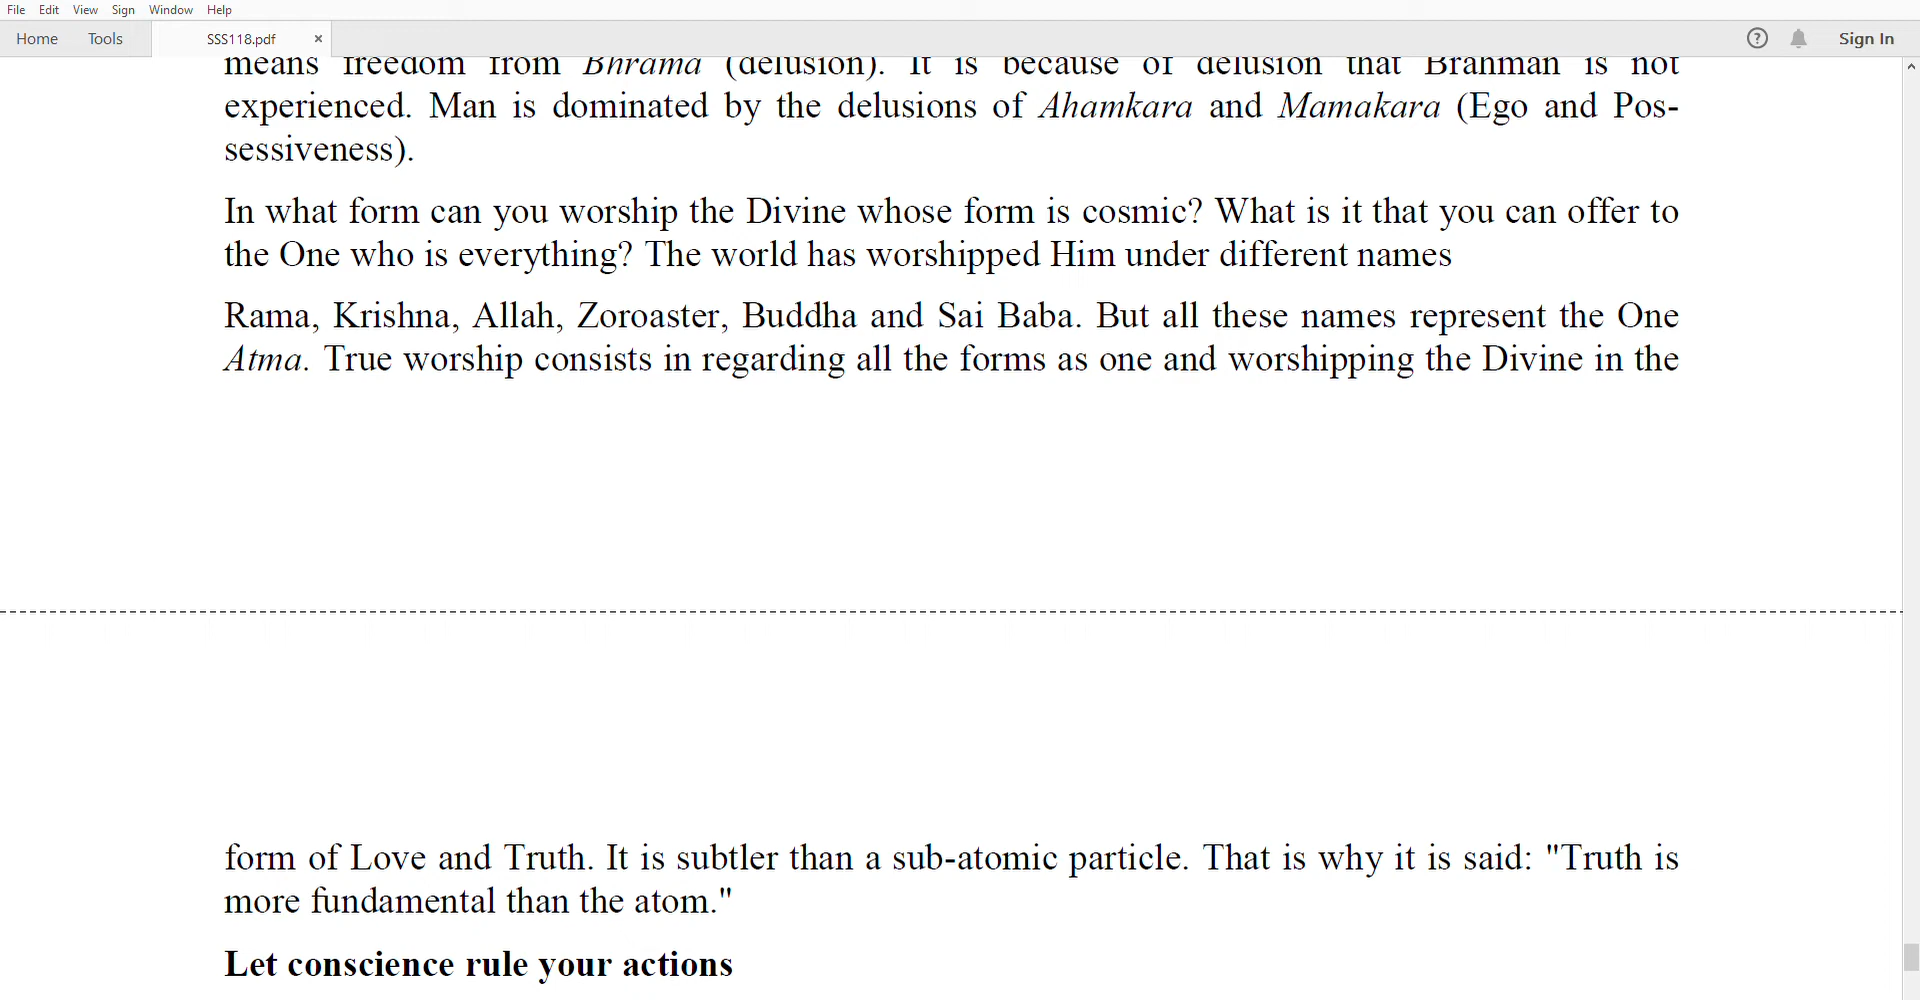 File Edit View Sign Window Help
Home Tools SSS118.pdf × ? Sign In
means freedom from Bhrama (delusion). It is because of delusion that Brahman is not
experienced. Man is dominated by the delusions of Ahamkara and Mamakara (Ego and Pos-
sessiveness).
In what form can you worship the Divine whose form is cosmic? What is it that you can offer to
the One who is everything? The world has worshipped Him under different names
Rama, Krishna, Allah, Zoroaster, Buddha and Sai Baba. But all these names represent the One
Atma. True worship consists in regarding all the forms as one and worshipping the Divine in the
form of Love and Truth. It is subtler than a sub-atomic particle. That is why it is said: "Truth is
more fundamental than the atom."
Let conscience rule your actions